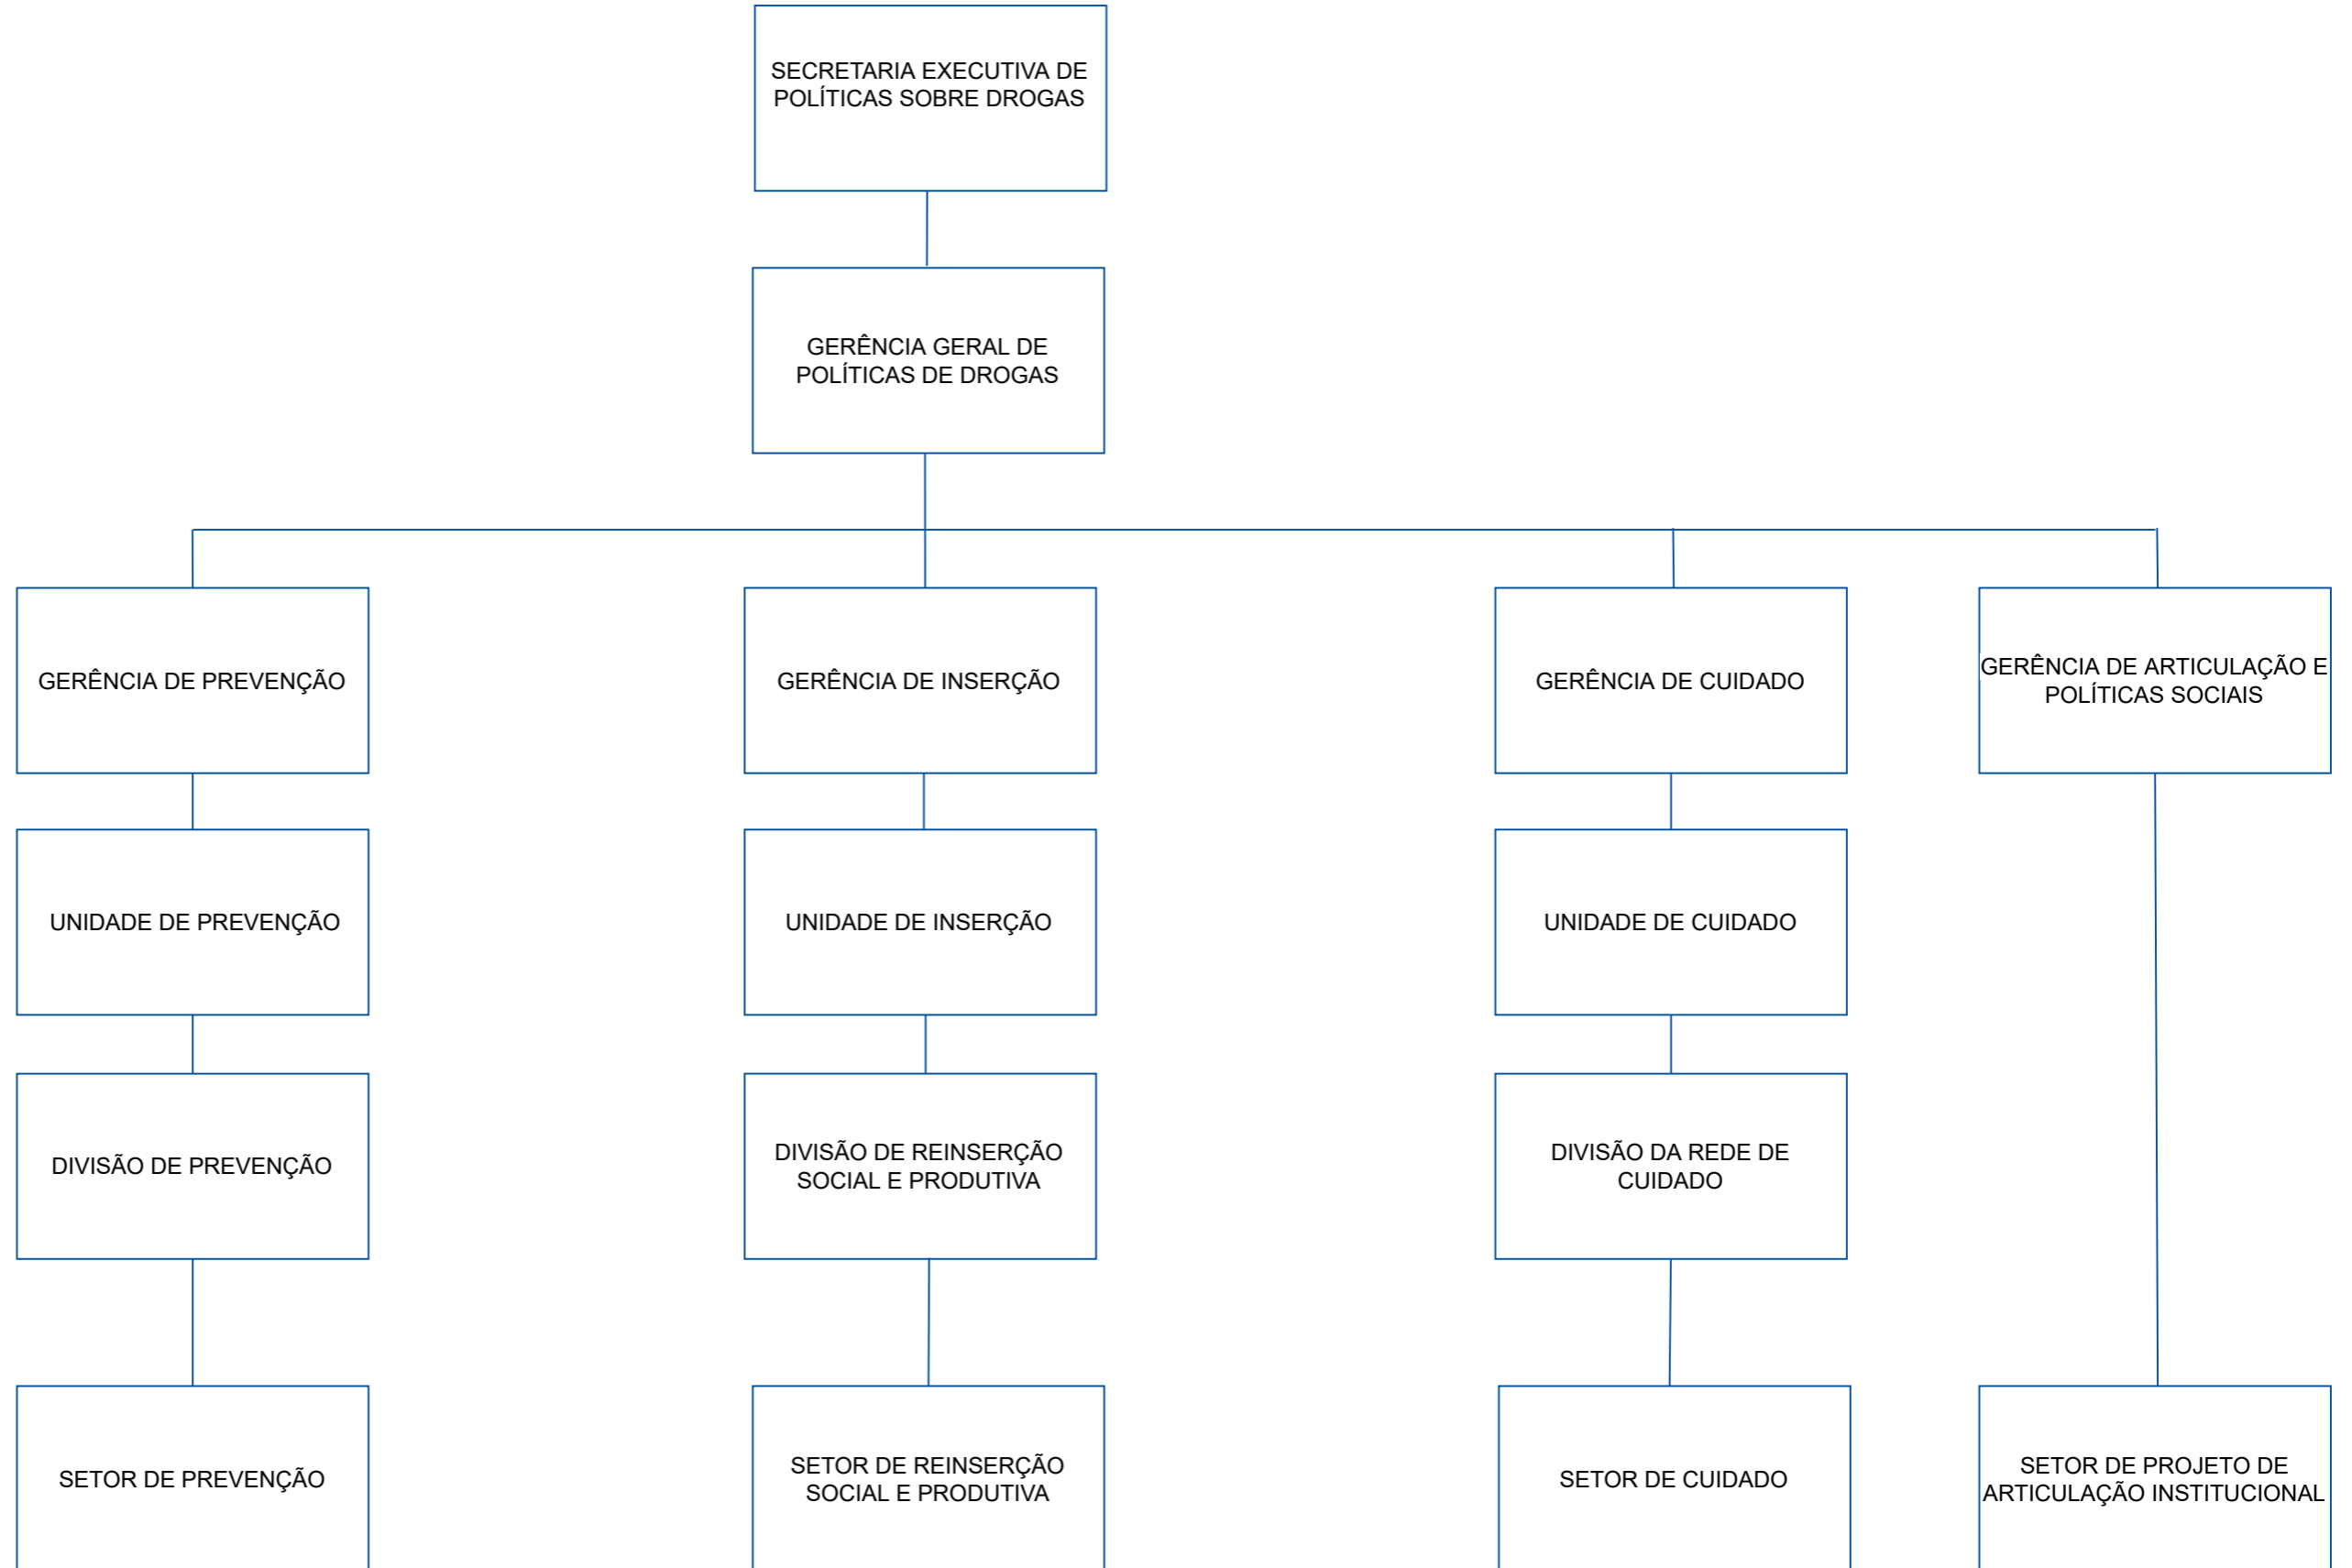 SECRETARIA EXECUTIVA DE
POLÍTICAS SOBRE DROGAS
GERÊNCIA GERAL DE
POLÍTICAS DE DROGAS
GERÊNCIA DE PREVENÇÃO
GERÊNCIA DE INSERÇÃO
GERÊNCIA DE CUIDADO
GERÊNCIA DE ARTICULAÇÃO E
POLÍTICAS SOCIAIS
UNIDADE DE PREVENÇÃO
UNIDADE DE INSERÇÃO
UNIDADE DE CUIDADO
DIVISÃO DE PREVENÇÃO
DIVISÃO DE REINSERÇÃO
SOCIAL E PRODUTIVA
DIVISÃO DA REDE DE
CUIDADO
SETOR DE PREVENÇÃO
SETOR DE REINSERÇÃO
SOCIAL E PRODUTIVA
SETOR DE CUIDADO
SETOR DE PROJETO DE
ARTICULAÇÃO INSTITUCIONAL